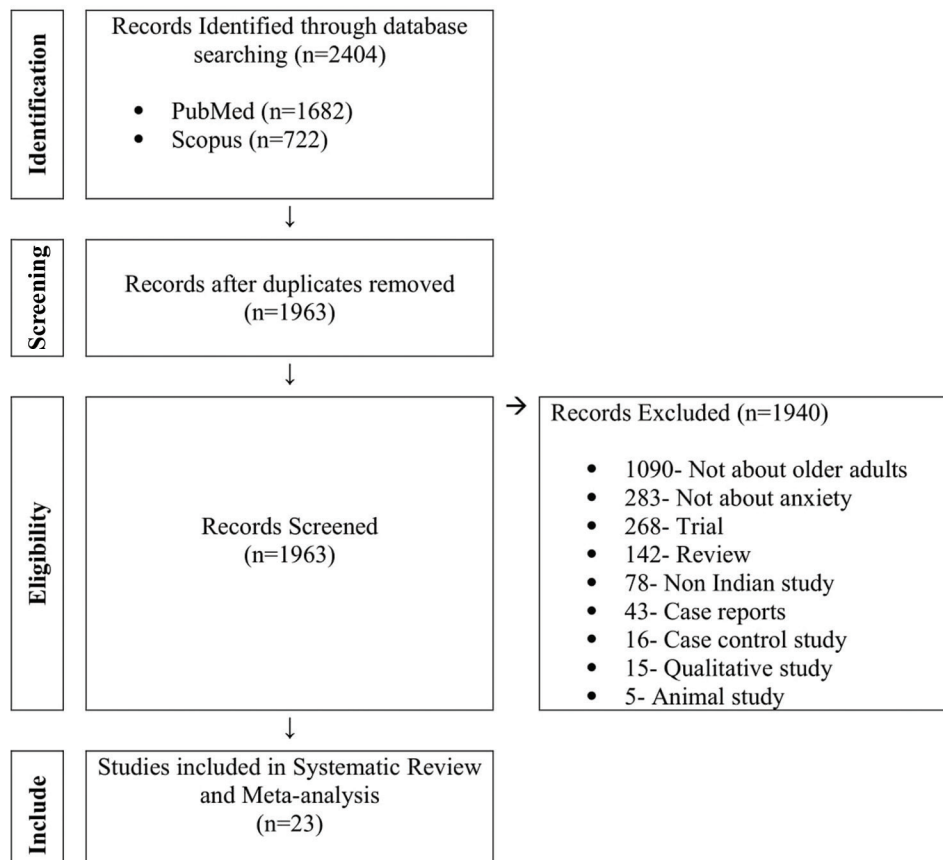 Identification
Records Identified through database
searching (n=2404)
• PubMed (n=1682)
• Scopus (n=722)
↓
Screening
Records after duplicates removed
(n=1963)
↓
Eligibility
Records Screened
(n=1963)
→
Records Excluded (n=1940)
• 1090- Not about older adults
• 283- Not about anxiety
• 268- Trial
• 142- Review
• 78- Non Indian study
• 43- Case reports
• 16- Case control study
• 15- Qualitative study
• 5- Animal study
↓
Include
Studies included in Systematic Review
and Meta-analysis
(n=23)